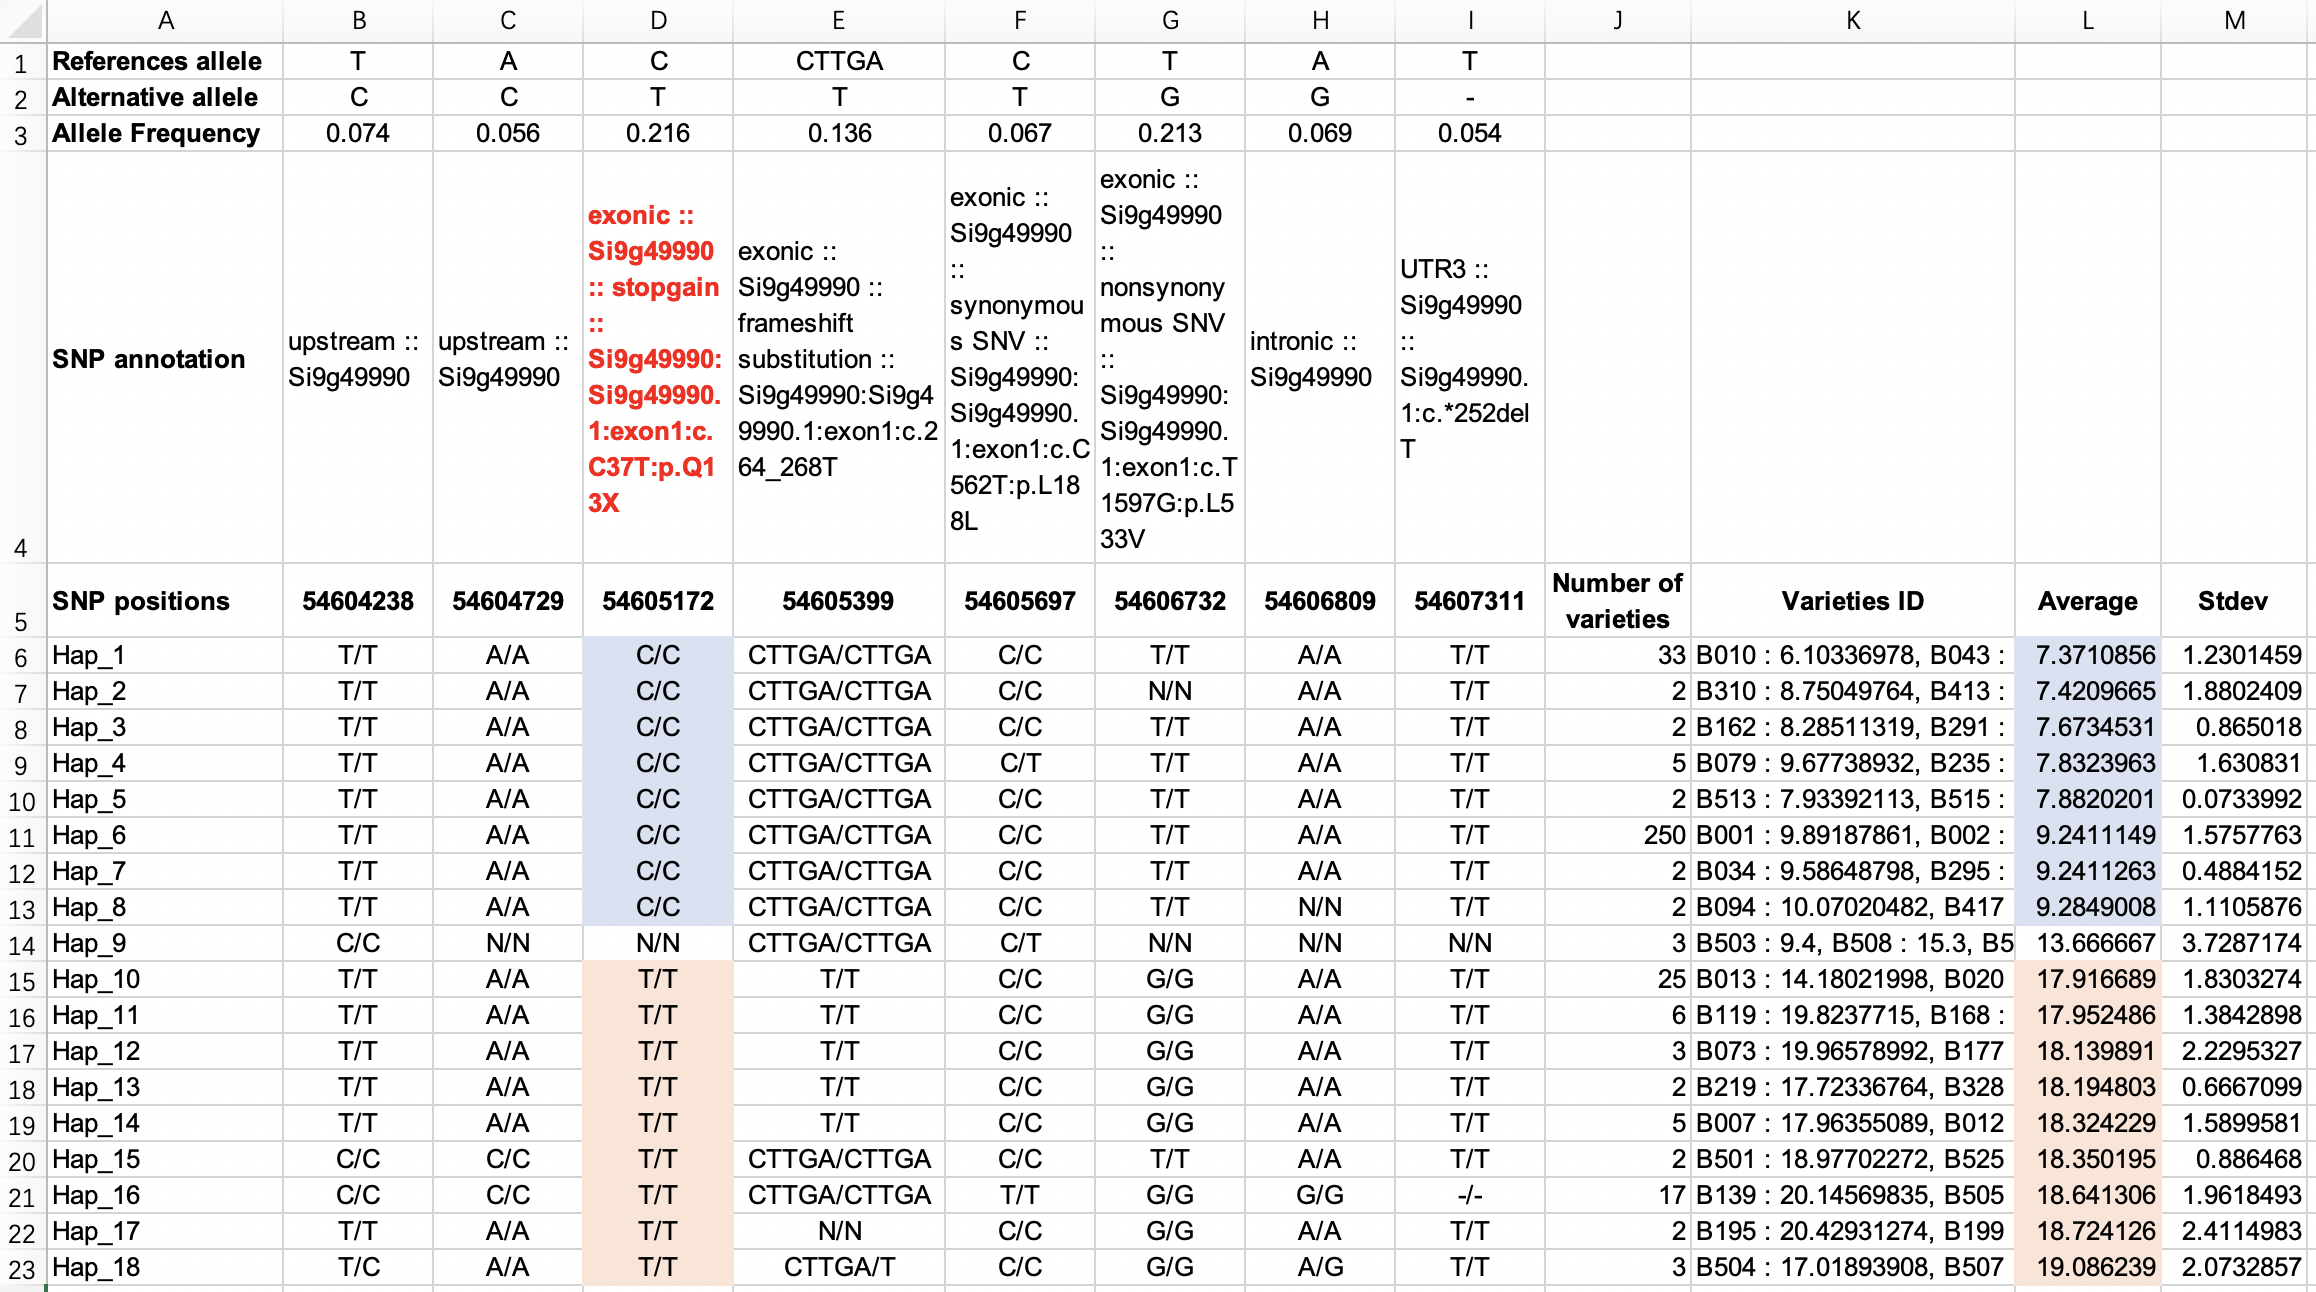 A B C D E F G H I J K L M
1 References allele T A C CTTGA C T A T
2 Alternative allele C C T T T G G -
3 Allele Frequency 0.074 0.056 0.216 0.136 0.067 0.213 0.069 0.054
4 SNP annotation
upstream ::
Si9g49990
upstream ::
Si9g49990
exonic ::
Si9g49990
:: stopgain
::
Si9g49990:
Si9g49990.
1:exon1:c.
C37T:p.Q1
3X
exonic ::
Si9g49990 ::
frameshift
substitution ::
Si9g49990:Si9g4
9990.1:exon1:c.2
64_268T
exonic ::
Si9g49990
::
synonymou
s SNV ::
Si9g49990:
Si9g49990.
1:exon1:c.C
562T:p.L18
8L
exonic ::
Si9g49990
::
nonsynony
mous SNV
::
Si9g49990:
Si9g49990.
1:exon1:c.T
1597G:p.L5
33V
intronic ::
Si9g49990
UTR3 ::
Si9g49990
::
Si9g49990.
1:c.*252del
T
5 SNP positions 54604238 54604729 54605172 54605399 54605697 54606732 54606809 54607311 Number of varieties Varieties ID Average Stdev
6 Hap_1 T/T A/A C/C CTTGA/CTTGA C/C T/T A/A T/T 33 B010 : 6.10336978, B043 : 7.3710856 1.2301459
7 Hap_2 T/T A/A C/C CTTGA/CTTGA C/C N/N A/A T/T 2 B310 : 8.75049764, B413 : 7.4209665 1.8802409
8 Hap_3 T/T A/A C/C CTTGA/CTTGA C/C T/T A/A T/T 2 B162 : 8.28511319, B291 : 7.6734531 0.865018
9 Hap_4 T/T A/A C/C CTTGA/CTTGA C/T T/T A/A T/T 5 B079 : 9.67738932, B235 : 7.8323963 1.630831
10 Hap_5 T/T A/A C/C CTTGA/CTTGA C/C T/T A/A T/T 2 B513 : 7.93392113, B515 : 7.8820201 0.0733992
11 Hap_6 T/T A/A C/C CTTGA/CTTGA C/C T/T A/A T/T 250 B001 : 9.89187861, B002 : 9.2411149 1.5757763
12 Hap_7 T/T A/A C/C CTTGA/CTTGA C/C T/T A/A T/T 2 B034 : 9.58648798, B295 : 9.2411263 0.4884152
13 Hap_8 T/T A/A C/C CTTGA/CTTGA C/C T/T N/N T/T 2 B094 : 10.07020482, B417 9.2849008 1.1105876
14 Hap_9 C/C N/N N/N CTTGA/CTTGA C/T N/N N/N N/N 3 B503 : 9.4, B508 : 15.3, B5 13.666667 3.7287174
15 Hap_10 T/T A/A T/T T/T C/C G/G A/A T/T 25 B013 : 14.18021998, B020 17.916689 1.8303274
16 Hap_11 T/T A/A T/T T/T C/C G/G A/A T/T 6 B119 : 19.8237715, B168 : 17.952486 1.3842898
17 Hap_12 T/T A/A T/T T/T C/C G/G A/A T/T 3 B073 : 19.96578992, B177 18.139891 2.2295327
18 Hap_13 T/T A/A T/T T/T C/C G/G A/A T/T 2 B219 : 17.72336764, B328 18.194803 0.6667099
19 Hap_14 T/T A/A T/T T/T C/C G/G A/A T/T 5 B007 : 17.96355089, B012 18.324229 1.5899581
20 Hap_15 C/C C/C T/T CTTGA/CTTGA C/C T/T A/A T/T 2 B501 : 18.97702272, B525 18.350195 0.886468
21 Hap_16 C/C C/C T/T CTTGA/CTTGA T/T G/G G/G -/- 17 B139 : 20.14569835, B505 18.641306 1.9618493
22 Hap_17 T/T A/A T/T N/N C/C G/G A/A T/T 2 B195 : 20.42931274, B199 18.724126 2.4114983
23 Hap_18 T/C A/A T/T CTTGA/T C/C G/G A/G T/T 3 B504 : 17.01893908, B507 19.086239 2.0732857